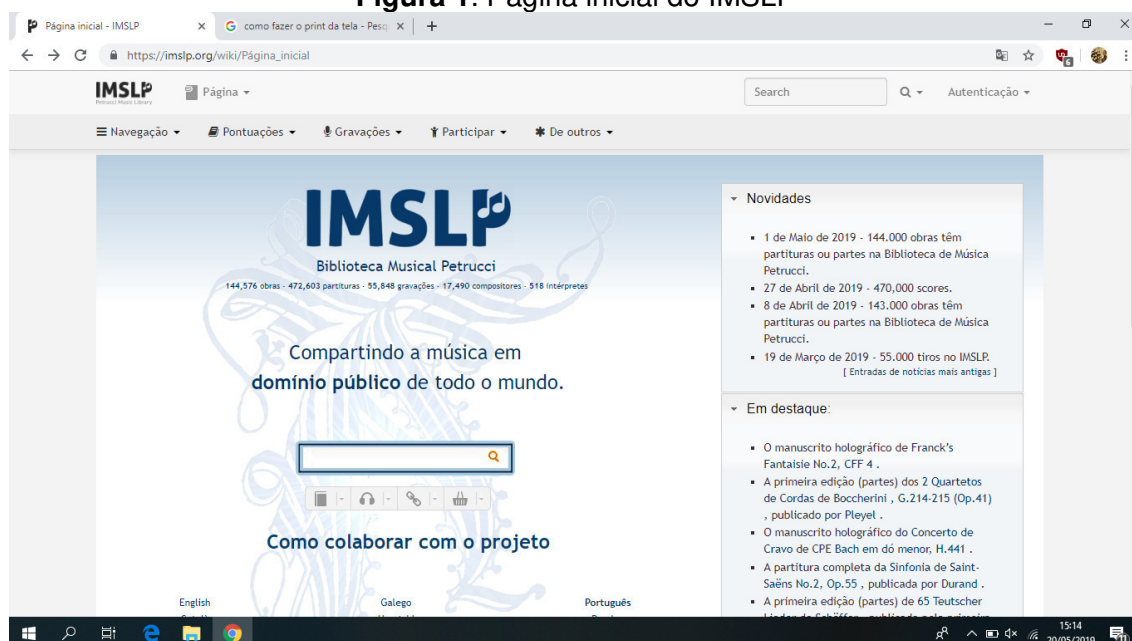 Figura 1: Página inicial do IMSLP
Página inicial - IMSLP
como fazer o print da tela - Pesq
https://imslp.org/wiki/Página_inicial
IMSLP
Petrucci Music Library
Página
Search
Autenticação
Navegação
Pontuações
Gravações
Participar
De outros
IMSLP
Biblioteca Musical Petrucci
144,576 obras - 472,603 partituras - 55,848 gravações - 17,490 compositores - 518 intérpretes
Compartindo a música em
domínio público de todo o mundo.
Como colaborar com o projeto
English
Galego
Português
Novidades
1 de Maio de 2019 - 144.000 obras têm
partituras ou partes na Biblioteca de Música
Petrucci.
27 de Abril de 2019 - 470,000 scores.
8 de Abril de 2019 - 143.000 obras têm
partituras ou partes na Biblioteca de Música
Petrucci.
19 de Março de 2019 - 55.000 tiros no IMSLP.
[ Entradas de notícias mais antigas ]
Em destaque:
O manuscrito holográfico de Franck's
Fantaisie No.2, CFF 4 .
A primeira edição (partes) dos 2 Quartetos
de Cordas de Boccherini , G.214-215 (Op.41)
, publicado por Pleyel .
O manuscrito holográfico do Concerto de
Cravo de CPE Bach em dó menor, H.441 .
A partitura completa da Sinfonia de Saint-
Saëns No.2, Op.55 , publicada por Durand .
A primeira edição (partes) de 65 Teutscher
15:14
20/05/2019